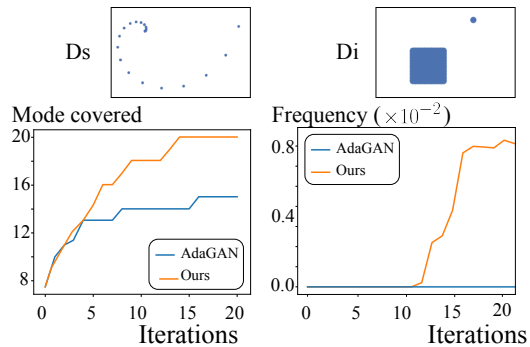 Ds
Di
Mode covered
20
16
12
8
0 5 10 15 20
Iterations
AdaGAN
Ours
Frequency (×10⁻²)
0.8
0.4
0.0
0 5 10 15 20
Iterations
AdaGAN
Ours